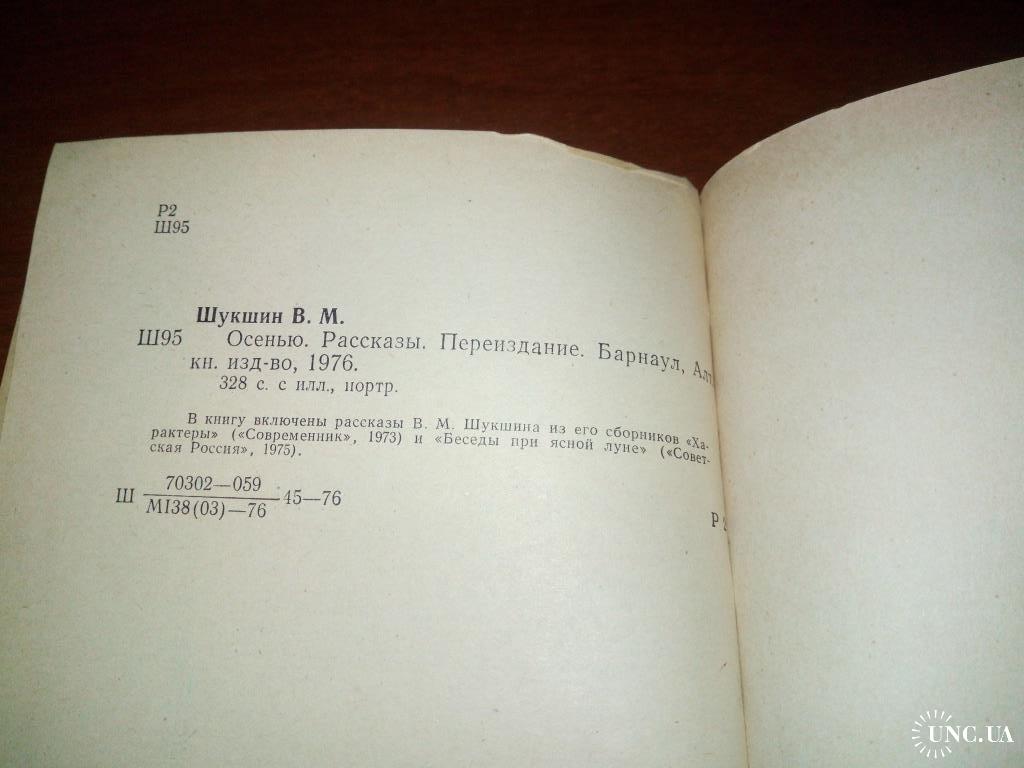 Р2
Ш95
Шукшин В. М.
Ш95 Осенью. Рассказы. Переиздание. Барнаул, Алт.
кн. изд-во, 1976.
328 с. с илл., портр.
В книгу включены рассказы В. М. Шукшина из его сборников «Ха-
рактеры» («Современник», 1973) и «Беседы при ясной луне» («Совет-
ская Россия», 1975).
Ш 70302—059 45—76
М138(03)—76
Р 2
UNC.UA